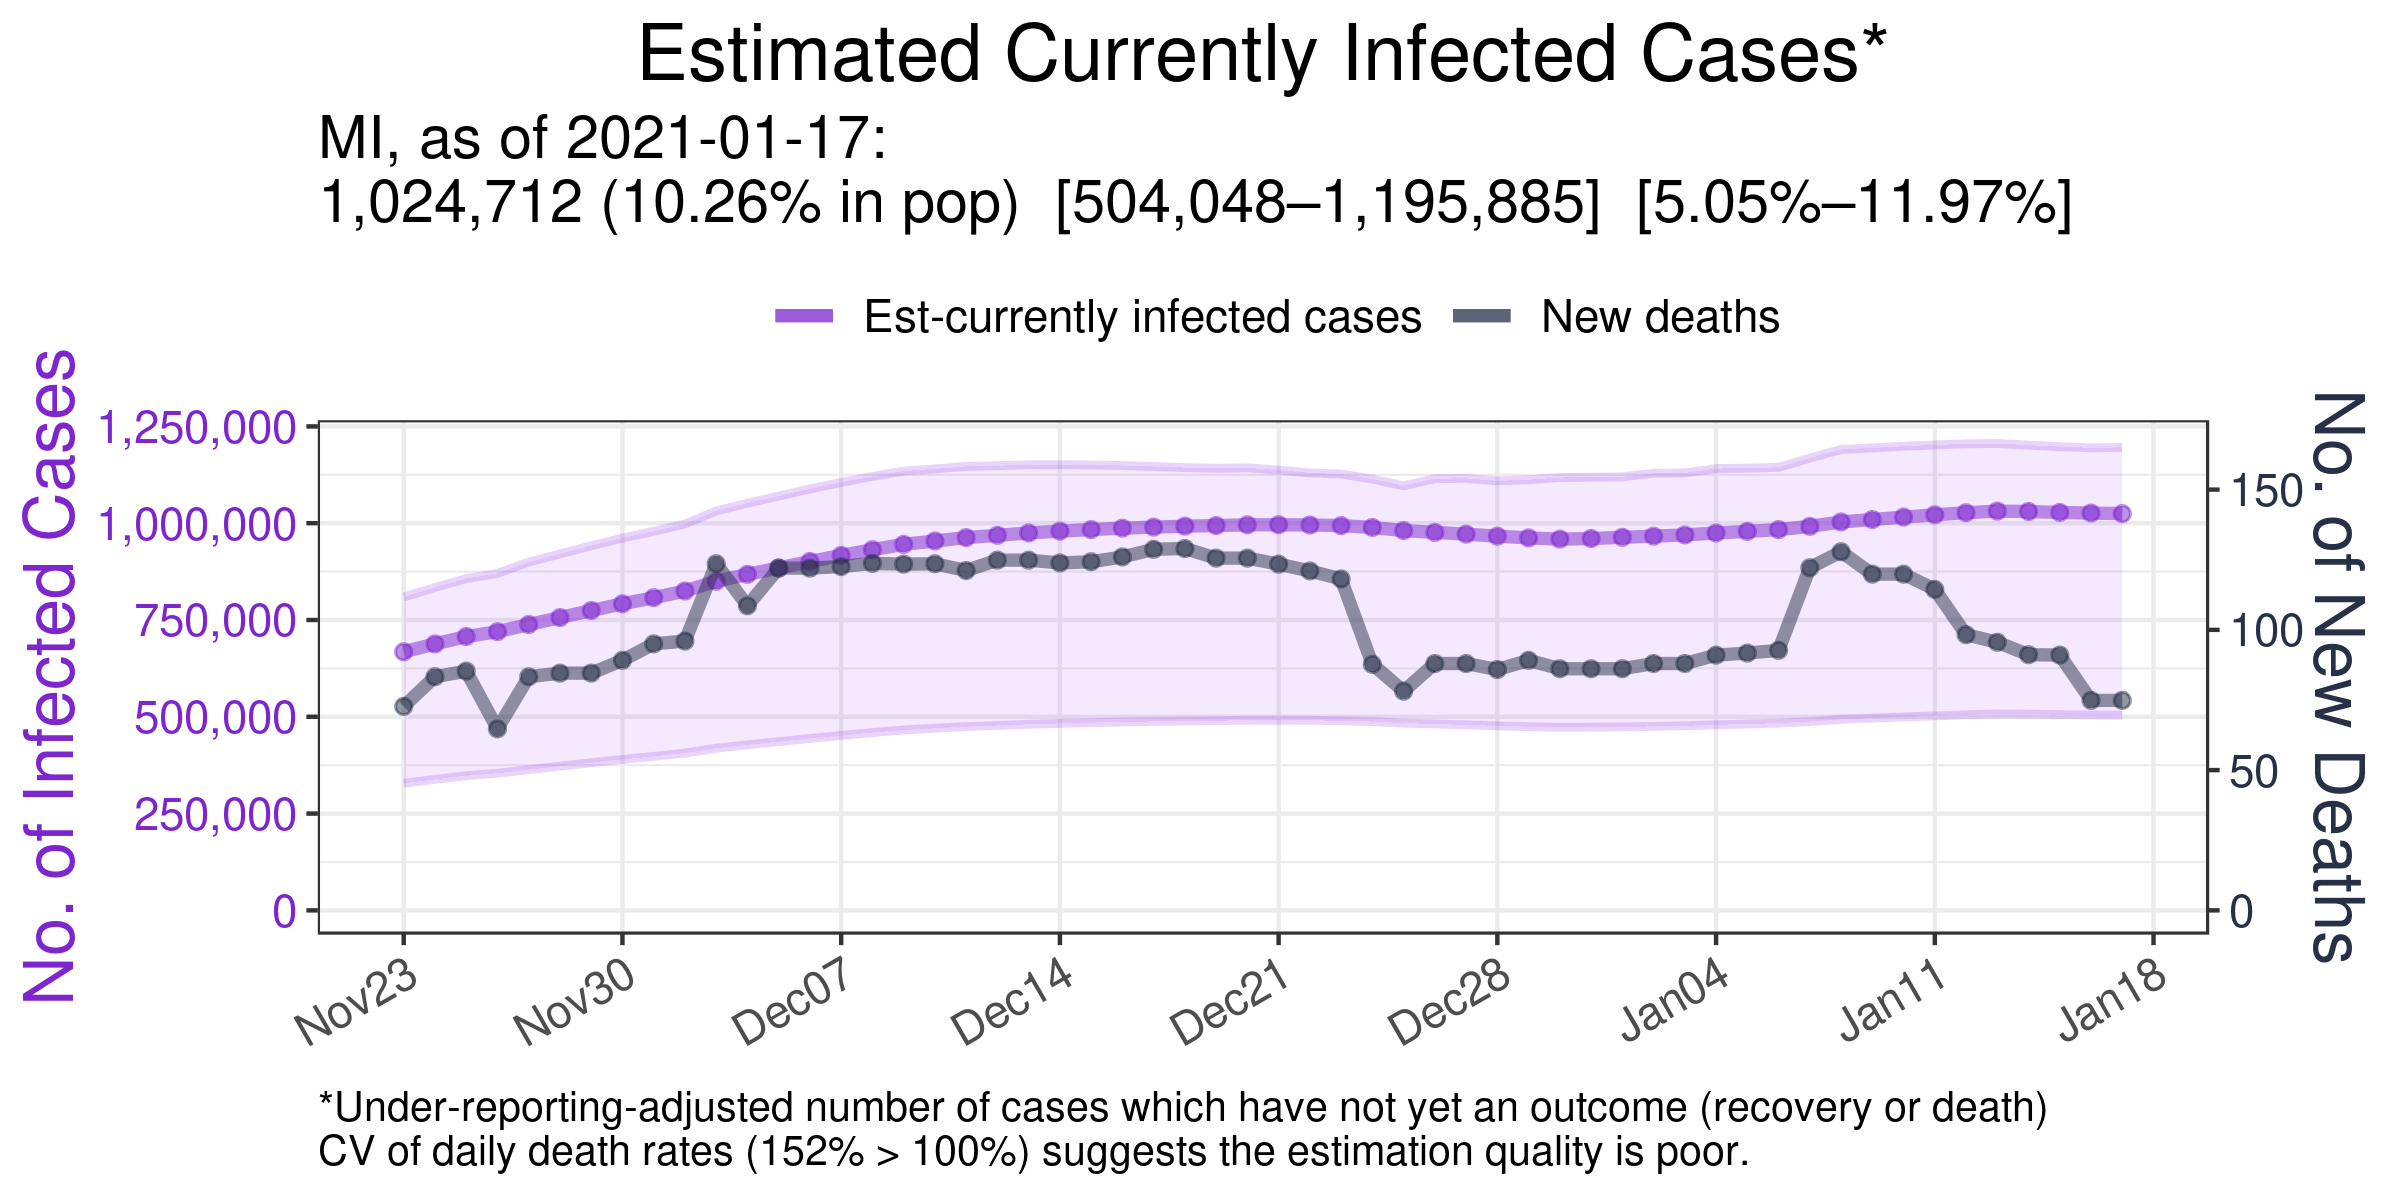 Estimated Currently Infected Cases*
MI, as of 2021-01-17:
1,024,712 (10.26% in pop)  [504,048–1,195,885]  [5.05%–11.97%]
Est-currently infected cases
New deaths
No. of Infected Cases
1,250,000
1,000,000
750,000
500,000
250,000
0
150
100
50
0
No. of New Deaths
Nov23
Nov30
Dec07
Dec14
Dec21
Dec28
Jan04
Jan11
Jan18
*Under-reporting-adjusted number of cases which have not yet an outcome (recovery or death)
CV of daily death rates (152% > 100%) suggests the estimation quality is poor.